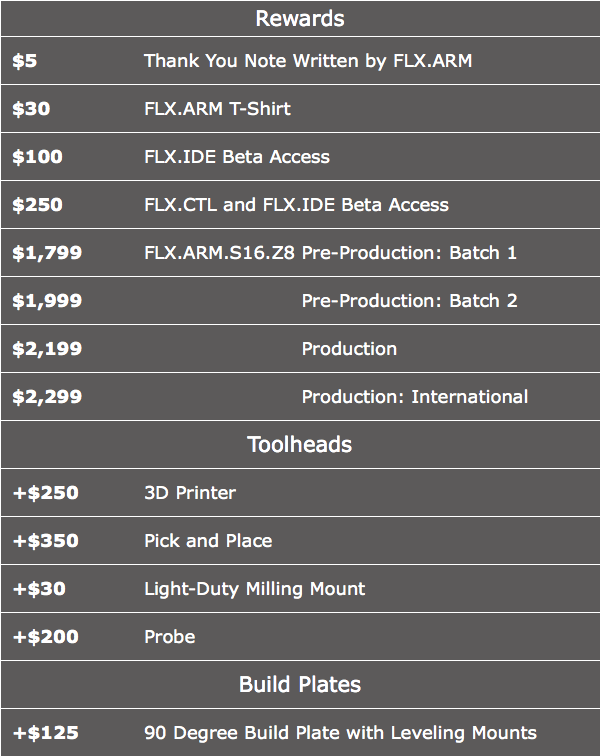 Rewards
$5 Thank You Note Written by FLX.ARM
$30 FLX.ARM T-Shirt
$100 FLX.IDE Beta Access
$250 FLX.CTL and FLX.IDE Beta Access
$1,799 FLX.ARM.S16.Z8 Pre-Production: Batch 1
$1,999 Pre-Production: Batch 2
$2,199 Production
$2,299 Production: International
Toolheads
+$250 3D Printer
+$350 Pick and Place
+$30 Light-Duty Milling Mount
+$200 Probe
Build Plates
+$125 90 Degree Build Plate with Leveling Mounts